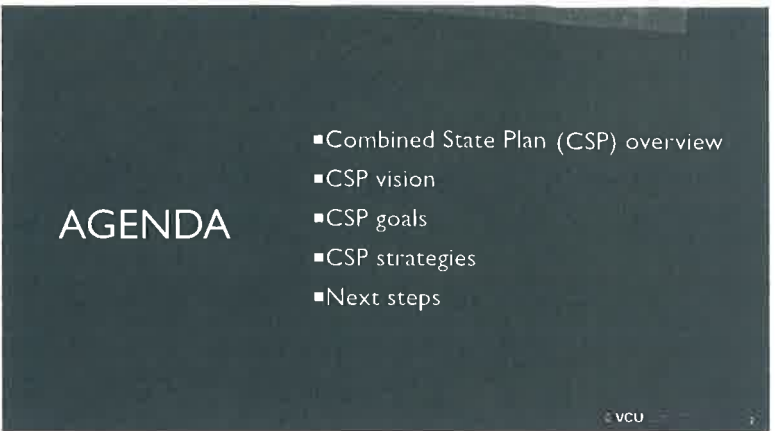 AGENDA
▪Combined State Plan (CSP) overview
▪CSP vision
▪CSP goals
▪CSP strategies
▪Next steps
VCU